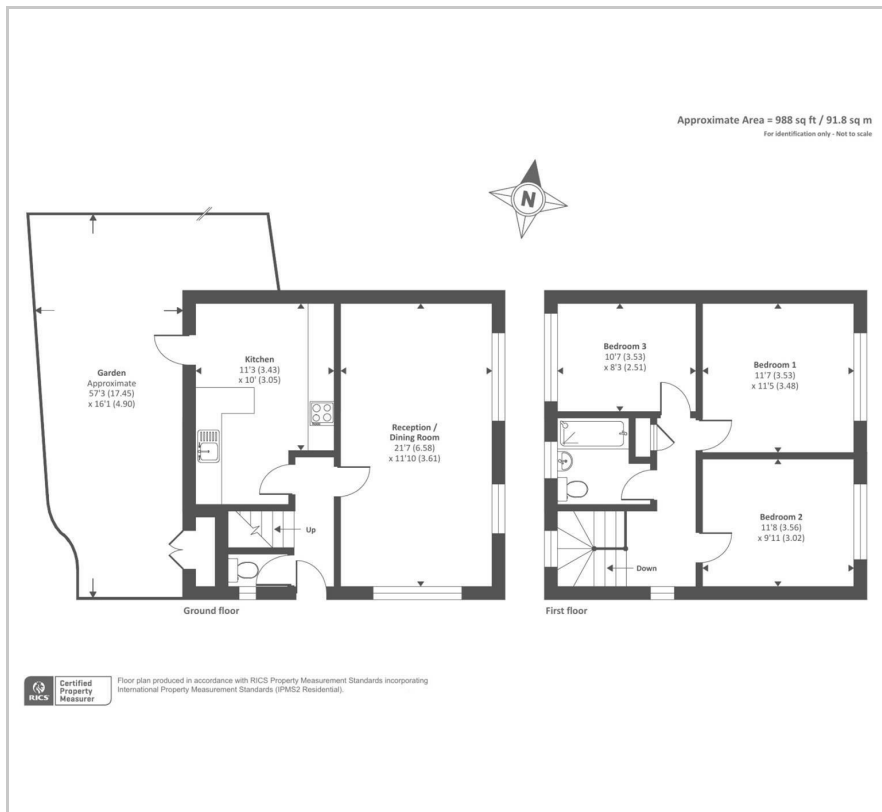 Approximate Area = 988 sq ft / 91.8 sq m
For identification only - Not to scale
N
Garden
Approximate
57'3 (17.45)
x 16'1 (4.90)
Kitchen
11'3 (3.43)
x 10' (3.05)
Reception /
Dining Room
21'7 (6.58)
x 11'10 (3.61)
Up
Ground floor
Bedroom 3
10'7 (3.53)
x 8'3 (2.51)
Bedroom 1
11'7 (3.53)
x 11'5 (3.48)
Bedroom 2
11'8 (3.56)
x 9'11 (3.02)
Down
First floor
RICS
Certified
Property
Measurer
Floor plan produced in accordance with RICS Property Measurement Standards incorporating
International Property Measurement Standards (IPMS2 Residential).